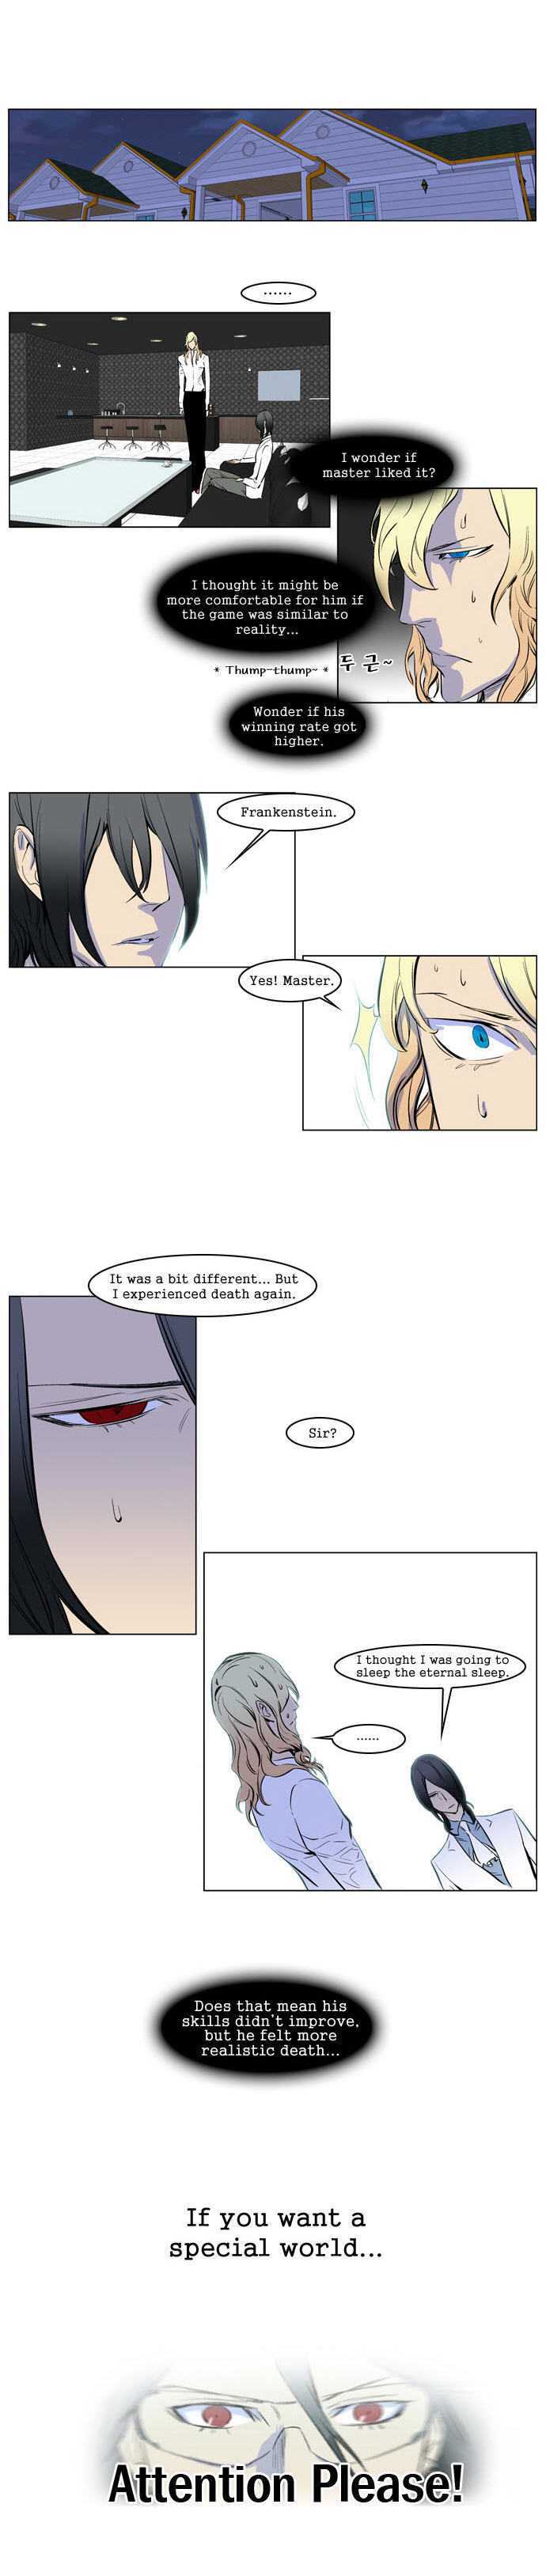 ......
I wonder if
master liked it?
I thought it might be
more comfortable for him if
the game was similar to
reality...
* Thump-thump~ * 두 근~
Wonder if his
winning rate got
higher.
Frankenstein.
Yes! Master.
It was a bit different... But
I experienced death again.
Sir?
I thought I was going to
sleep the eternal sleep.
......
Does that mean his
skills didn't improve,
but he felt more
realistic death...
If you want a
special world...
Attention Please!